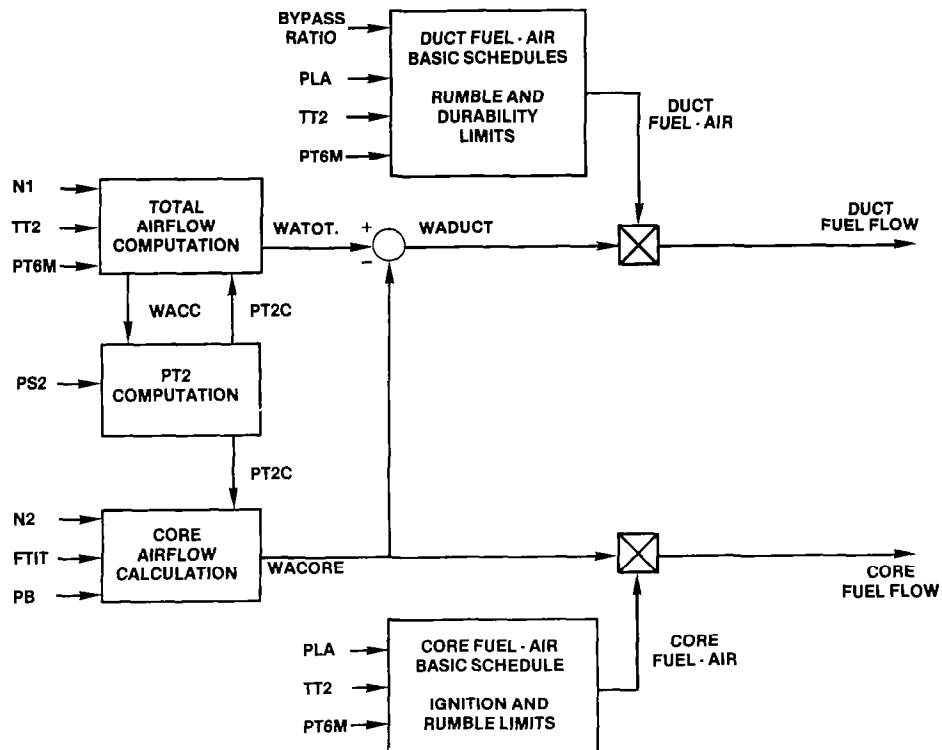 BYPASS
RATIO
PLA
TT2
PT6M
DUCT FUEL - AIR
BASIC SCHEDULES
RUMBLE AND
DURABILITY
LIMITS
DUCT
FUEL - AIR
N1
TT2
PT6M
TOTAL
AIRFLOW
COMPUTATION
WATOT.
+
-
WADUCT
DUCT
FUEL FLOW
WACC
PT2C
PS2
PT2
COMPUTATION
PT2C
N2
FTIT
PB
CORE
AIRFLOW
CALCULATION
WACORE
CORE
FUEL FLOW
PLA
TT2
PT6M
CORE FUEL - AIR
BASIC SCHEDULE
IGNITION AND
RUMBLE LIMITS
CORE
FUEL - AIR